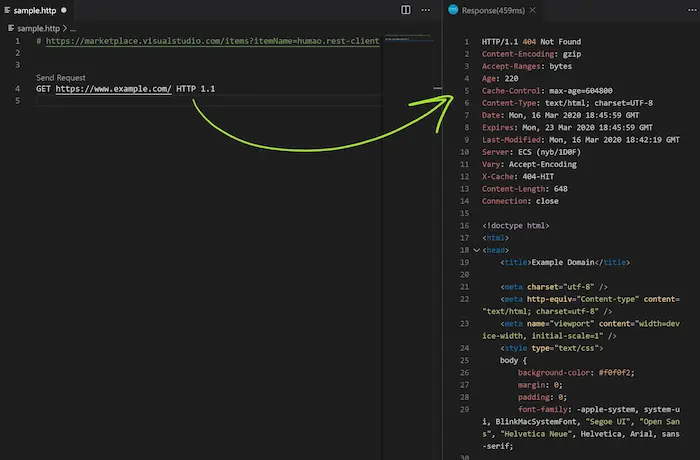 sample.http
sample.http > ...
1 # https://marketplace.visualstudio.com/items?itemName=humao.rest-client
2
3
Send Request
4 GET https://www.example.com/ HTTP 1.1
5
Response(459ms)
1 HTTP/1.1 404 Not Found
2 Content-Encoding: gzip
3 Accept-Ranges: bytes
4 Age: 220
5 Cache-Control: max-age=604800
6 Content-Type: text/html; charset=UTF-8
7 Date: Mon, 16 Mar 2020 18:45:59 GMT
8 Expires: Mon, 23 Mar 2020 18:45:59 GMT
9 Last-Modified: Mon, 16 Mar 2020 18:42:19 GMT
10 Server: ECS (nyb/1D0F)
11 Vary: Accept-Encoding
12 X-Cache: 404-HIT
13 Content-Length: 648
14 Connection: close
15
16 <!doctype html>
17 <html>
18 <head>
19 <title>Example Domain</title>
20
21 <meta charset="utf-8" />
22 <meta http-equiv="Content-type" content=
"text/html; charset=utf-8" />
23 <meta name="viewport" content="width=dev
ice-width, initial-scale=1" />
24 <style type="text/css">
25 body {
26 background-color: #f0f0f2;
27 margin: 0;
28 padding: 0;
29 font-family: -apple-system, system-u
i, BlinkMacSystemFont, "Segoe UI", "Open San
s", "Helvetica Neue", Helvetica, Arial, sans
-serif;
30